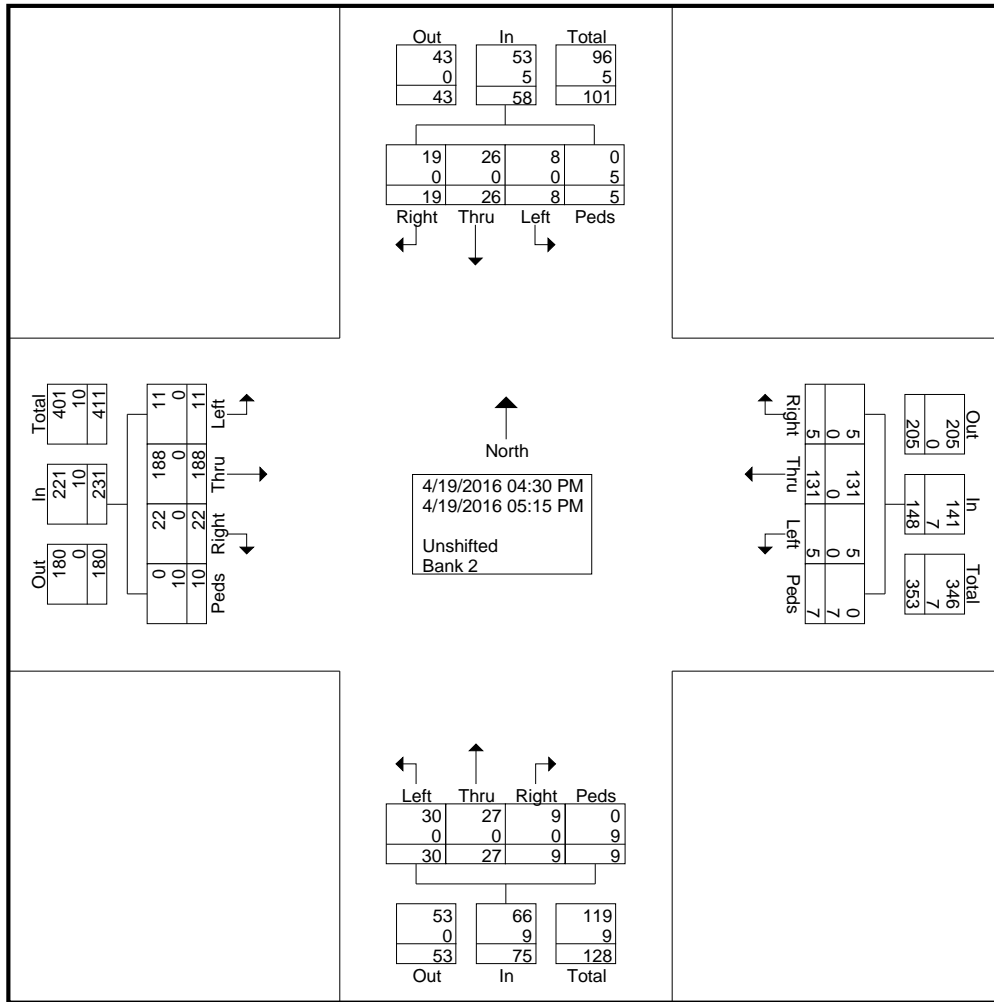 Out In Total
43 53 96
0 5 5
43 58 101
19 26 8 0
0 0 0 5
19 26 8 5
Right Thru Left Peds
Total
401
10
411
In
221
10
231
Out
180
0
180
11
0
11
Left
188
0
188
Thru
22
0
22
Right
0
10
10
Peds
North
4/19/2016 04:30 PM
4/19/2016 05:15 PM
Unshifted
Bank 2
Right
5
0
5
Thru
131
0
131
Left
5
0
5
Peds
0
7
7
Out
205
0
205
In
141
7
148
Total
346
7
353
Left Thru Right Peds
30 27 9 0
0 0 0 9
30 27 9 9
53 66 119
0 9 9
53 75 128
Out In Total